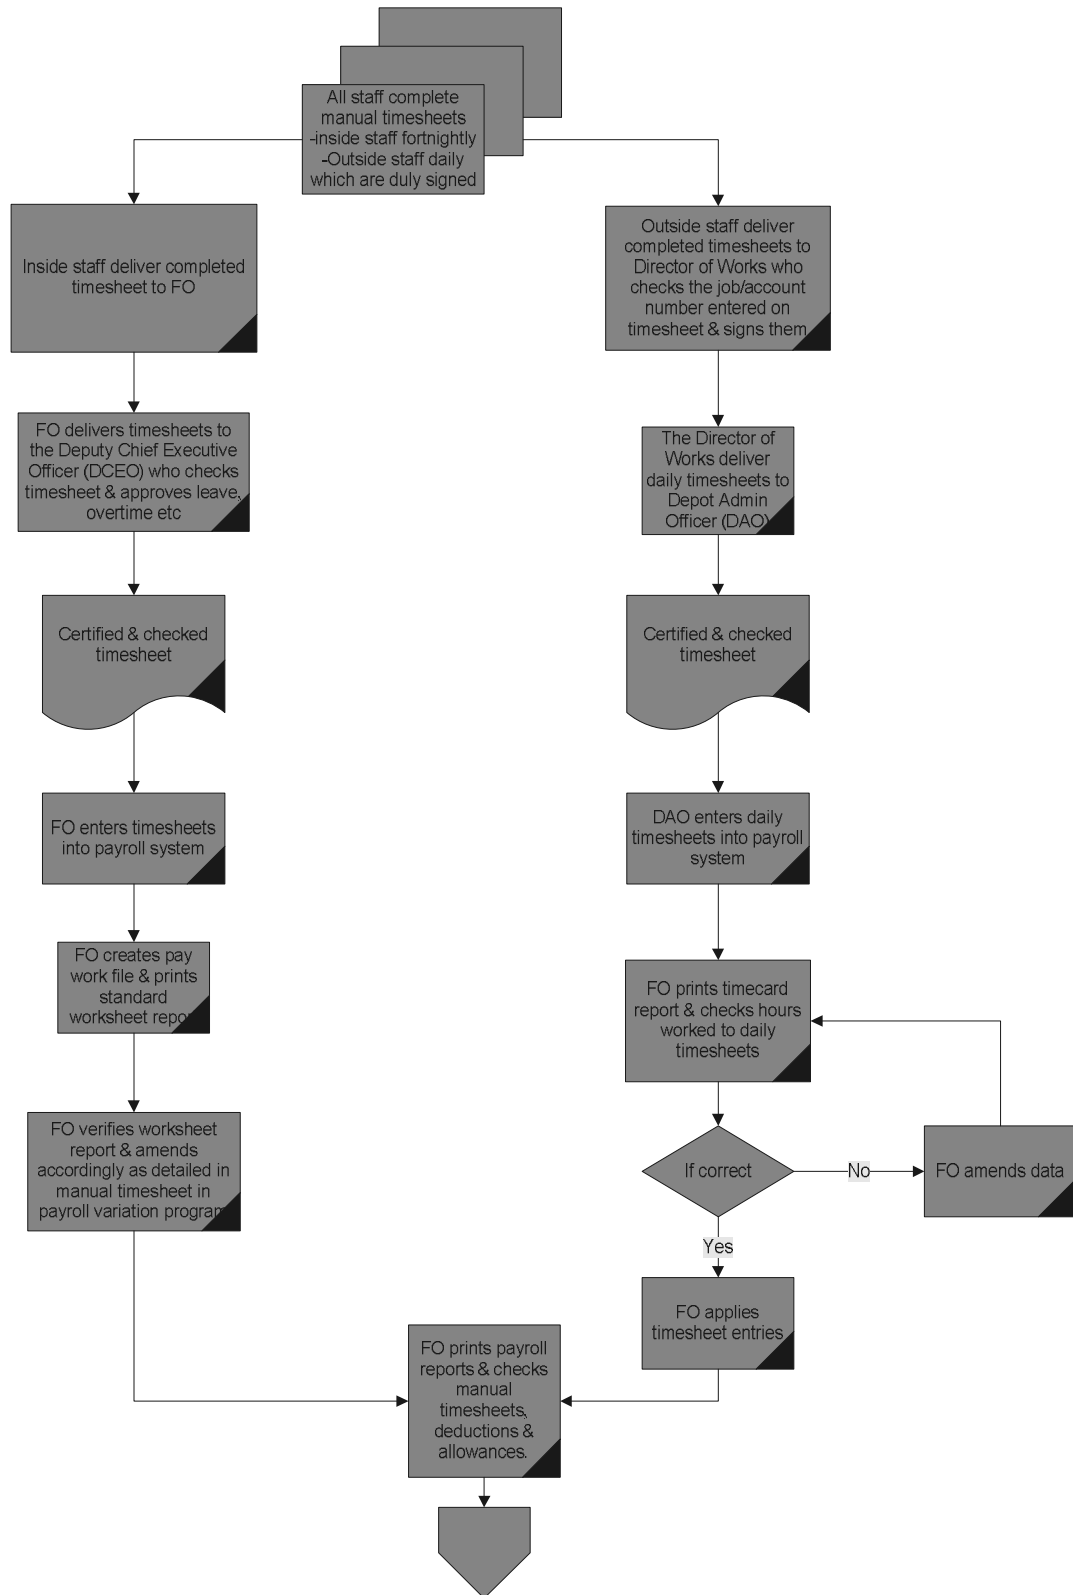 All staff complete
manual timesheets
-inside staff fortnightly
-Outside staff daily
which are duly signed
Inside staff deliver completed
timesheet to FO
Outside staff deliver
completed timesheets to
Director of Works who
checks the job/account
number entered on
timesheet & signs them
FO delivers timesheets to
the Deputy Chief Executive
Officer (DCEO) who checks
timesheet & approves leave,
overtime etc
The Director of
Works deliver
daily timesheets to
Depot Admin
Officer (DAO)
Certified & checked
timesheet
Certified & checked
timesheet
FO enters timesheets
into payroll system
DAO enters daily
timesheets into payroll
system
FO creates pay
work file & prints
standard
worksheet report
FO prints timecard
report & checks hours
worked to daily
timesheets
FO verifies worksheet
report & amends
accordingly as detailed in
manual timesheet in
payroll variation program
If correct
No
FO amends data
Yes
FO applies
timesheet entries
FO prints payroll
reports & checks
manual
timesheets,
deductions &
allowances.